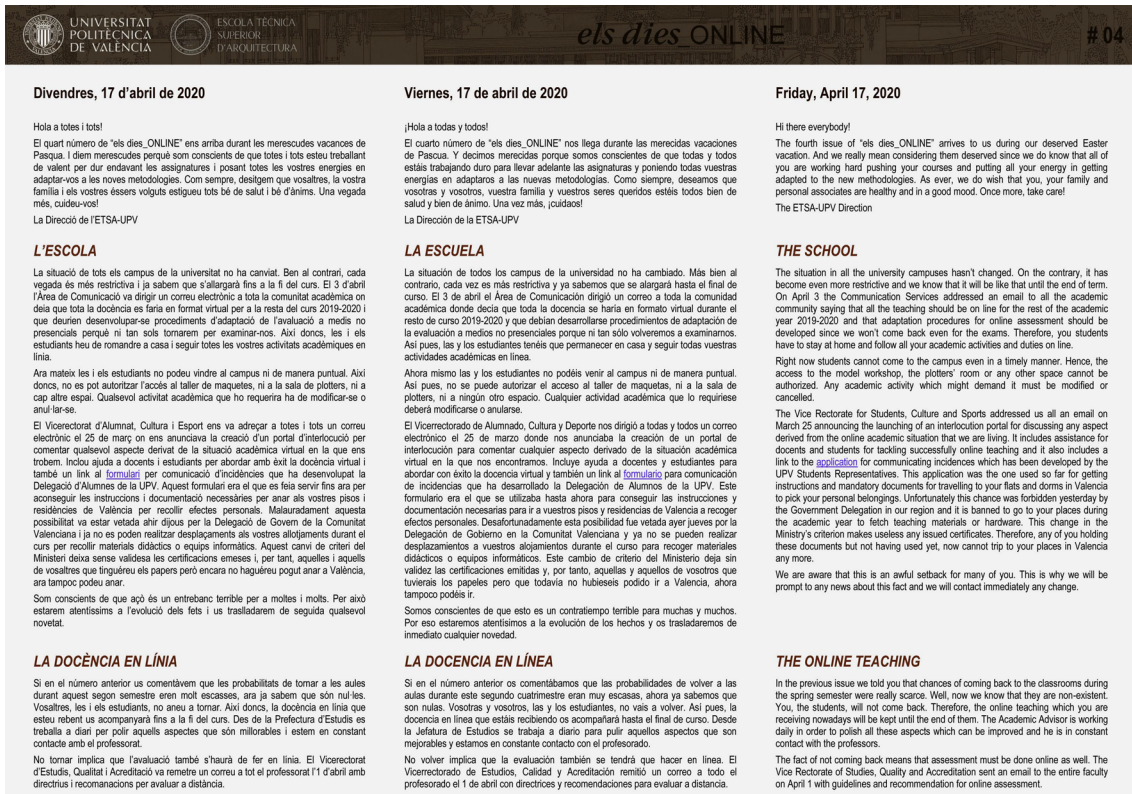 UNIVERSITAT
POLITÈCNICA
DE VALÈNCIA
ESCOLA TÈCNICA
SUPERIOR
D'ARQUITECTURA
els dies_ONLINE
# 04
Divendres, 17 d'abril de 2020
Hola a totes i tots!
El quart número de “els dies_ONLINE” ens arriba durant les merescudes vacances de
Pasqua. I diem merescudes perquè som conscients de que totes i tots esteu treballant
de valent per dur endavant les assignatures i posant totes les vostres energies en
adaptar-vos a les noves metodologies. Com sempre, desitgem que vosaltres, la vostra
família i els vostres éssers volguts estigueu tots bé de salut i bé d'ànims. Una vegada
més, cuideu-vos!
La Direcció de l'ETSA-UPV
L'ESCOLA
La situació de tots els campus de la universitat no ha canviat. Ben al contrari, cada
vegada és més restrictiva i ja sabem que s'allargarà fins a la fi del curs. El 3 d'abril
l'Àrea de Comunicació va dirigir un correu electrònic a tota la comunitat acadèmica on
deia que tota la docència es faria en format virtual per a la resta del curs 2019-2020 i
que deurien desenvolupar-se procediments d'adaptació de l'avaluació a medis no
presencials perquè ni tan sols tornarem per examinar-nos. Així doncs, les i els
estudiants heu de romandre a casa i seguir totes les vostres activitats acadèmiques en
línia.
Ara mateix les i els estudiants no podeu vindre al campus ni de manera puntual. Així
doncs, no es pot autoritzar l'accés al taller de maquetes, ni a la sala de plotters, ni a
cap altre espai. Qualsevol activitat acadèmica que ho requerira ha de modificar-se o
anul·lar-se.
El Vicerectorat d'Alumnat, Cultura i Esport ens va adreçar a totes i tots un correu
electrònic el 25 de març on ens anunciava la creació d'un portal d'interlocució per
comentar qualsevol aspecte derivat de la situació acadèmica virtual en la que ens
trobem. Inclou ajuda a docents i estudiants per abordar amb èxit la docència virtual i
també un link al formulari per comunicació d'incidències que ha desenvolupat la
Delegació d'Alumnes de la UPV. Aquest formulari era el que es feia servir fins ara per
aconseguir les instruccions i documentació necessàries per anar als vostres pisos i
residències de València per recollir efectes personals. Malauradament aquesta
possibilitat va estar vetada ahir dijous per la Delegació de Govern de la Comunitat
Valenciana i ja no es poden realitzar desplaçaments als vostres allotjaments durant el
curs per recollir materials didàctics o equips informàtics. Aquest canvi de criteri del
Ministeri deixa sense validesa les certificacions emeses i, per tant, aquelles i aquells
de vosaltres que tinguéreu els papers però encara no haguéreu pogut anar a València,
ara tampoc podeu anar.
Som conscients de que açò és un entrebanc terrible per a moltes i molts. Per això
estarem atentíssims a l'evolució dels fets i us traslladarem de seguida qualsevol
novetat.
LA DOCÈNCIA EN LÍNIA
Si en el número anterior us comentàvem que les probabilitats de tornar a les aules
durant aquest segon semestre eren molt escasses, ara ja sabem que són nul·les.
Vosaltres, les i els estudiants, no aneu a tornar. Així doncs, la docència en línia que
esteu rebent us acompanyarà fins a la fi del curs. Des de la Prefectura d'Estudis es
treballa a diari per polir aquells aspectes que són millorables i estem en constant
contacte amb el professorat.
No tornar implica que l'avaluació també s'haurà de fer en línia. El Vicerectorat
d'Estudis, Qualitat i Acreditació va remetre un correu a tot el professorat l'1 d'abril amb
directrius i recomanacions per avaluar a distància.
Viernes, 17 de abril de 2020
¡Hola a todas y todos!
El cuarto número de “els dies_ONLINE” nos llega durante las merecidas vacaciones
de Pascua. Y decimos merecidas porque somos conscientes de que todas y todos
estáis trabajando duro para llevar adelante las asignaturas y poniendo todas vuestras
energías en adaptaros a las nuevas metodologías. Como siempre, deseamos que
vosotras y vosotros, vuestra familia y vuestros seres queridos estéis todos bien de
salud y bien de ánimo. Una vez más, ¡cuidaos!
La Dirección de la ETSA-UPV
LA ESCUELA
La situación de todos los campus de la universidad no ha cambiado. Más bien al
contrario, cada vez es más restrictiva y ya sabemos que se alargará hasta el final de
curso. El 3 de abril el Área de Comunicación dirigió un correo a toda la comunidad
académica donde decía que toda la docencia se haría en formato virtual durante el
resto de curso 2019-2020 y que debían desarrollarse procedimientos de adaptación de
la evaluación a medios no presenciales porque ni tan sólo volveremos a examinarnos.
Así pues, las y los estudiantes tenéis que permanecer en casa y seguir todas vuestras
actividades académicas en línea.
Ahora mismo las y los estudiantes no podéis venir al campus ni de manera puntual.
Así pues, no se puede autorizar el acceso al taller de maquetas, ni a la sala de
plotters, ni a ningún otro espacio. Cualquier actividad académica que lo requiriese
deberá modificarse o anularse.
El Vicerrectorado de Alumnado, Cultura y Deporte nos dirigió a todas y todos un correo
electrónico el 25 de marzo donde nos anunciaba la creación de un portal de
interlocución para comentar cualquier aspecto derivado de la situación académica
virtual en la que nos encontramos. Incluye ayuda a docentes y estudiantes para
abordar con éxito la docencia virtual y también un link al formulario para comunicación
de incidencias que ha desarrollado la Delegación de Alumnos de la UPV. Este
formulario era el que se utilizaba hasta ahora para conseguir las instrucciones y
documentación necesarias para ir a vuestros pisos y residencias de Valencia a recoger
efectos personales. Desafortunadamente esta posibilidad fue vetada ayer jueves por la
Delegación de Gobierno en la Comunitat Valenciana y ya no se pueden realizar
desplazamientos a vuestros alojamientos durante el curso para recoger materiales
didácticos o equipos informáticos. Este cambio de criterio del Ministerio deja sin
validez las certificaciones emitidas y, por tanto, aquellas y aquellos de vosotros que
tuvierais los papeles pero que todavía no hubieseis podido ir a Valencia, ahora
tampoco podéis ir.
Somos conscientes de que esto es un contratiempo terrible para muchas y muchos.
Por eso estaremos atentísimos a la evolución de los hechos y os trasladaremos de
inmediato cualquier novedad.
LA DOCENCIA EN LÍNEA
Si en el número anterior os contábamos que las probabilidades de volver a las
aulas durante este segundo cuatrimestre eran muy escasas, ahora ya sabemos que
son nulas. Vosotras y vosotros, las y los estudiantes, no vais a volver. Así pues, la
docencia en línea que estáis recibiendo os acompañará hasta el final de curso. Desde
la Jefatura de Estudios se trabaja a diario para pulir aquellos aspectos que son
mejorables y estamos en constante contacto con el profesorado.
No volver implica que la evaluación también se tendrá que hacer en línea. El
Vicerrectorado de Estudios, Calidad y Acreditación remitió un correo a todo el
profesorado el 1 de abril con directrices y recomendaciones para evaluar a distancia.
Friday, April 17, 2020
Hi there everybody!
The fourth issue of “els dies_ONLINE” arrives to us during our deserved Easter
vacation. And we really mean considering them deserved since we do know that all of
you are working hard pushing your courses and putting all your energy in getting
adapted to the new methodologies. As ever, we do wish that you, your family and
personal associates are healthy and in a good mood. Once more, take care!
The ETSA-UPV Direction
THE SCHOOL
The situation in all the university campuses hasn't changed. On the contrary, it has
become even more restrictive and we know that it will be like that until the end of term.
On April 3 the Communication Services addressed an email to all the academic
community saying that all the teaching should be on line for the rest of the academic
year 2019-2020 and that adaptation procedures for online assessment should be
developed since we won't come back even for the exams. Therefore, you students
have to stay at home and follow all your academic activities and duties on line.
Right now students cannot come to the campus even in a timely manner. Hence, the
access to the model workshop, the plotters' room or any other space cannot be
authorized. Any academic activity which might demand it must be modified or
cancelled.
The Vice Rectorate for Students, Culture and Sports addressed us all an email on
March 25 announcing the launching of an interlocution portal for discussing any aspect
derived from the online academic situation that we are living. It includes assistance for
docents and students for tackling successfully online teaching and it also includes a
link to the application for communicating incidences which has been developed by the
UPV Students Representatives. This application was the one used so far for getting
instructions and mandatory documents for travelling to your flats and dorms in Valencia
to pick your personal belongings. Unfortunately this chance was forbidden yesterday by
the Government Delegation in our region and it is banned to go to your places during
the academic year to fetch teaching materials or hardware. This change in the
Ministry's criterion makes useless any issued certificates. Therefore, any of you holding
these documents but not having used yet, now cannot trip to your places in Valencia
any more.
We are aware that this is an awful setback for many of you. This is why we will be
prompt to any news about this fact and we will contact immediately any change.
THE ONLINE TEACHING
In the previous issue we told you that chances of coming back to the classrooms during
the spring semester were really scarce. Well, now we know that they are non-existent.
You, the students, will not come back. Therefore, the online teaching which you are
receiving nowadays will be kept until the end of them. The Academic Advisor is working
daily in order to polish all these aspects which can be improved and he is in constant
contact with the professors.
The fact of not coming back means that assessment must be done online as well. The
Vice Rectorate of Studies, Quality and Accreditation sent an email to the entire faculty
on April 1 with guidelines and recommendation for online assessment.